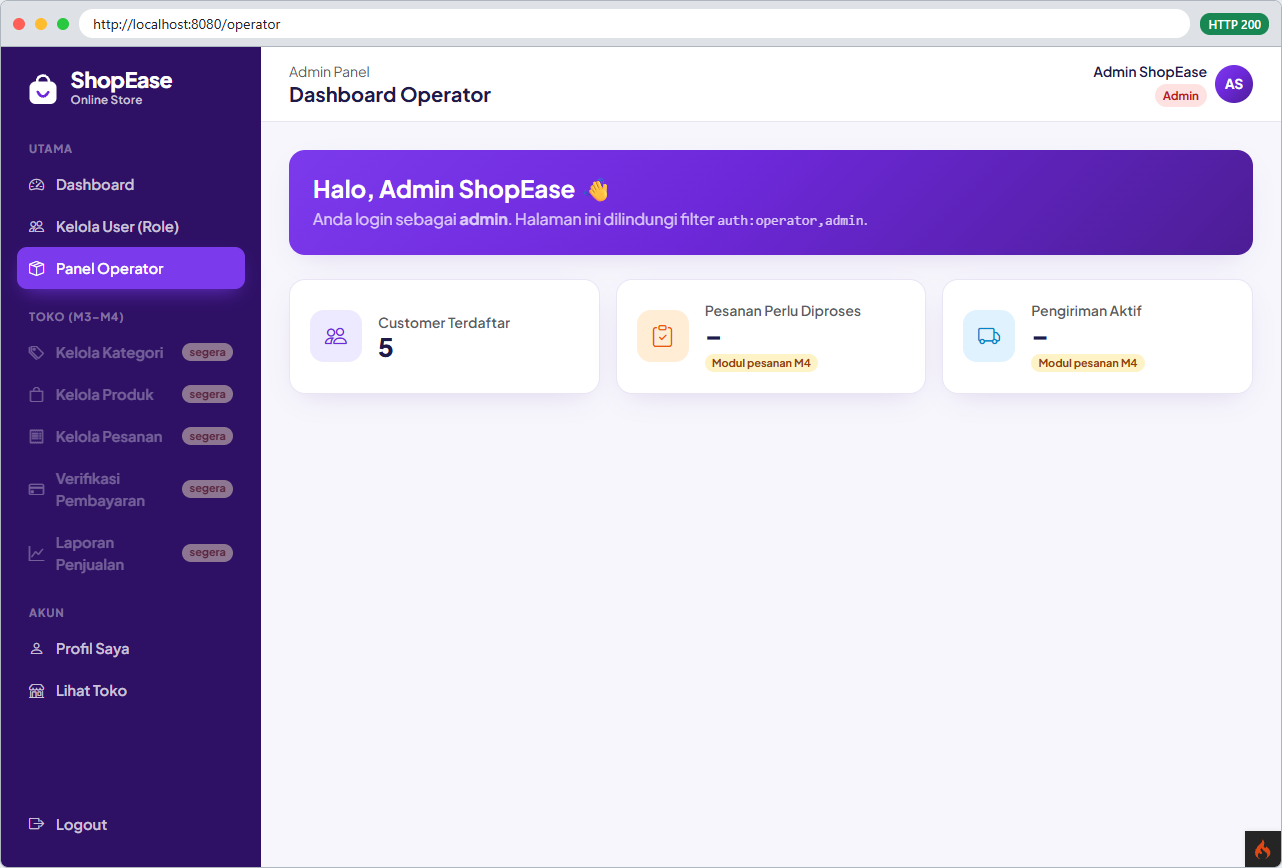 http://localhost:8080/operator
HTTP 200
ShopEase
Online Store
UTAMA
Dashboard
Kelola User (Role)
Panel Operator
TOKO (M3–M4)
Kelola Kategori segera
Kelola Produk segera
Kelola Pesanan segera
Verifikasi
Pembayaran
segera
Laporan
Penjualan
segera
AKUN
Profil Saya
Lihat Toko
Logout
Admin Panel
Dashboard Operator
Admin ShopEase
Admin
AS
Halo, Admin ShopEase 👋
Anda login sebagai admin. Halaman ini dilindungi filter auth:operator,admin.
Customer Terdaftar
5
Pesanan Perlu Diproses
–
Modul pesanan M4
Pengiriman Aktif
–
Modul pesanan M4